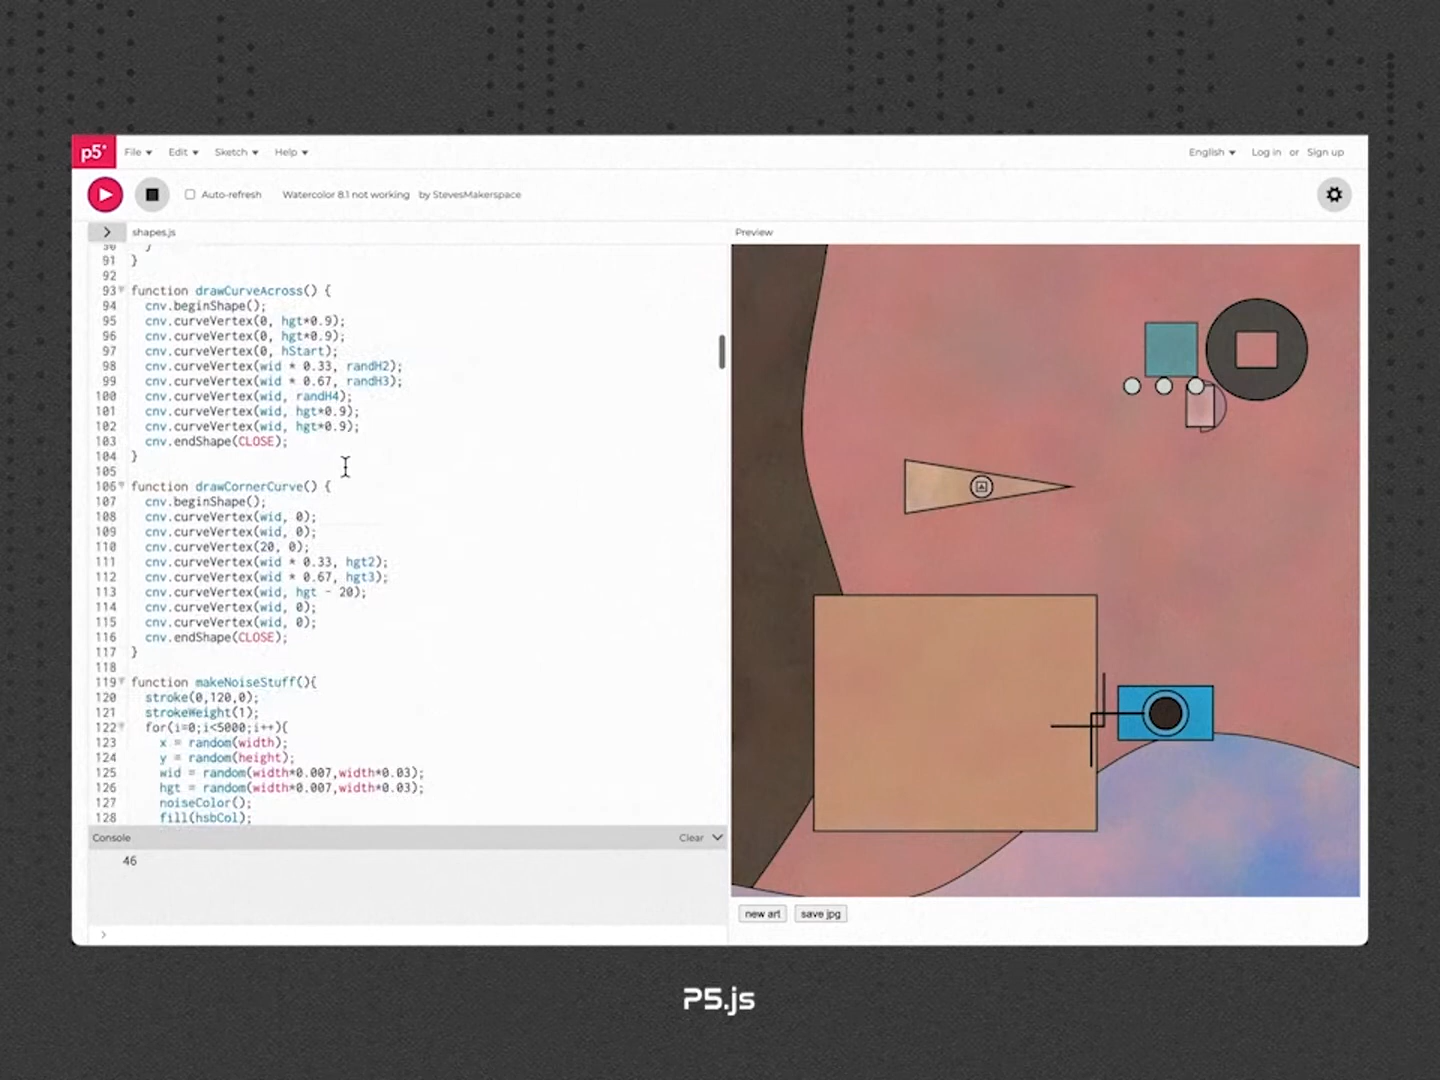 p5*
File Edit Sketch Help English Log in or Sign up
Auto-refresh Watercolor 8.1 not working by StevesMakerspace
> shapes.js
Preview
90 }
91 }
92
93 function drawCurveAcross() {
94 cnv.beginShape();
95 cnv.curveVertex(0, hgt*0.9);
96 cnv.curveVertex(0, hgt*0.9);
97 cnv.curveVertex(0, hStart);
98 cnv.curveVertex(wid * 0.33, randH2);
99 cnv.curveVertex(wid * 0.67, randH3);
100 cnv.curveVertex(wid, randH4);
101 cnv.curveVertex(wid, hgt*0.9);
102 cnv.curveVertex(wid, hgt*0.9);
103 cnv.endShape(CLOSE);
104 }
105
106 function drawCornerCurve() {
107 cnv.beginShape();
108 cnv.curveVertex(wid, 0);
109 cnv.curveVertex(wid, 0);
110 cnv.curveVertex(20, 0);
111 cnv.curveVertex(wid * 0.33, hgt2);
112 cnv.curveVertex(wid * 0.67, hgt3);
113 cnv.curveVertex(wid, hgt - 20);
114 cnv.curveVertex(wid, 0);
115 cnv.curveVertex(wid, 0);
116 cnv.endShape(CLOSE);
117 }
118
119 function makeNoiseStuff(){
120 stroke(0,120,0);
121 strokeWeight(1);
122 for(i=0;i<5000;i++){
123 x = random(width);
124 y = random(height);
125 wid = random(width*0.007,width*0.03);
126 hgt = random(width*0.007,width*0.03);
127 noiseColor();
128 fill(hsbCol);
Console Clear
46
>
new art save jpg
P5.js